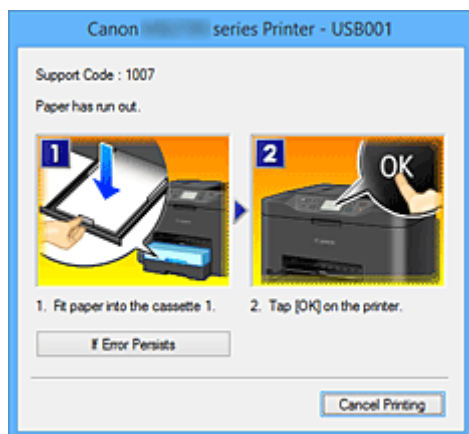 Canon series Printer - USB001
Support Code : 1007
Paper has run out.
1
2
OK
1. Fit paper into the cassette 1.
2. Tap [OK] on the printer.
If Error Persists
Cancel Printing